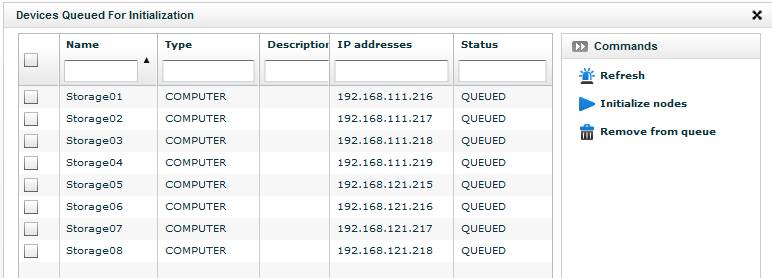 Devices Queued For Initialization
Name Type Description IP addresses Status
Storage01 COMPUTER 192.168.111.216 QUEUED
Storage02 COMPUTER 192.168.111.217 QUEUED
Storage03 COMPUTER 192.168.111.218 QUEUED
Storage04 COMPUTER 192.168.111.219 QUEUED
Storage05 COMPUTER 192.168.121.215 QUEUED
Storage06 COMPUTER 192.168.121.216 QUEUED
Storage07 COMPUTER 192.168.121.217 QUEUED
Storage08 COMPUTER 192.168.121.218 QUEUED
Commands
Refresh
Initialize nodes
Remove from queue